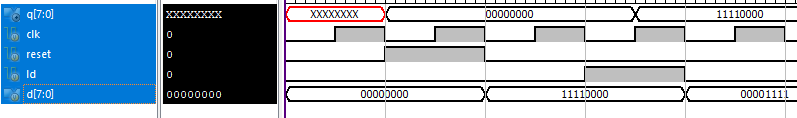 q[7:0] XXXXXXXX XXXXXXXX 00000000 11110000
clk 0
reset 0
ld 0
d[7:0] 00000000 00000000 11110000 00001111